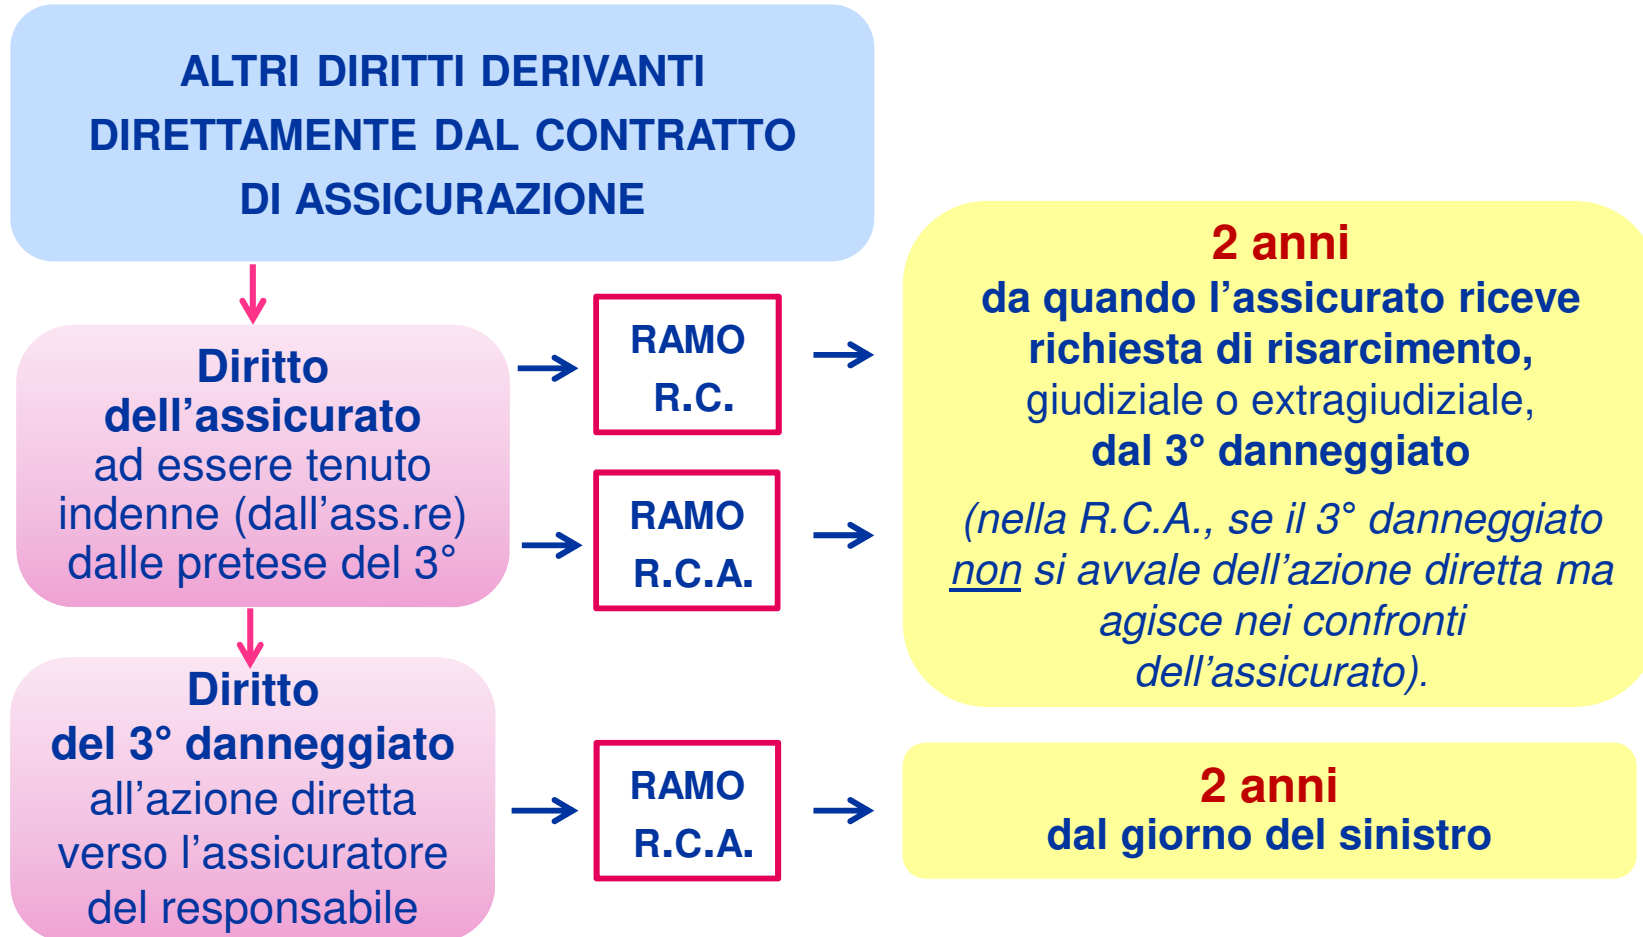 ALTRI DIRITTI DERIVANTI
DIRETTAMENTE DAL CONTRATTO
DI ASSICURAZIONE
Diritto
dell’assicurato
ad essere tenuto
indenne (dall’ass.re)
dalle pretese del 3°
RAMO
R.C.
RAMO
R.C.A.
2 anni
da quando l’assicurato riceve
richiesta di risarcimento,
giudiziale o extragiudiziale,
dal 3° danneggiato
(nella R.C.A., se il 3° danneggiato
non si avvale dell’azione diretta ma
agisce nei confronti
dell’assicurato).
Diritto
del 3° danneggiato
all’azione diretta
verso l’assicuratore
del responsabile
RAMO
R.C.A.
2 anni
dal giorno del sinistro